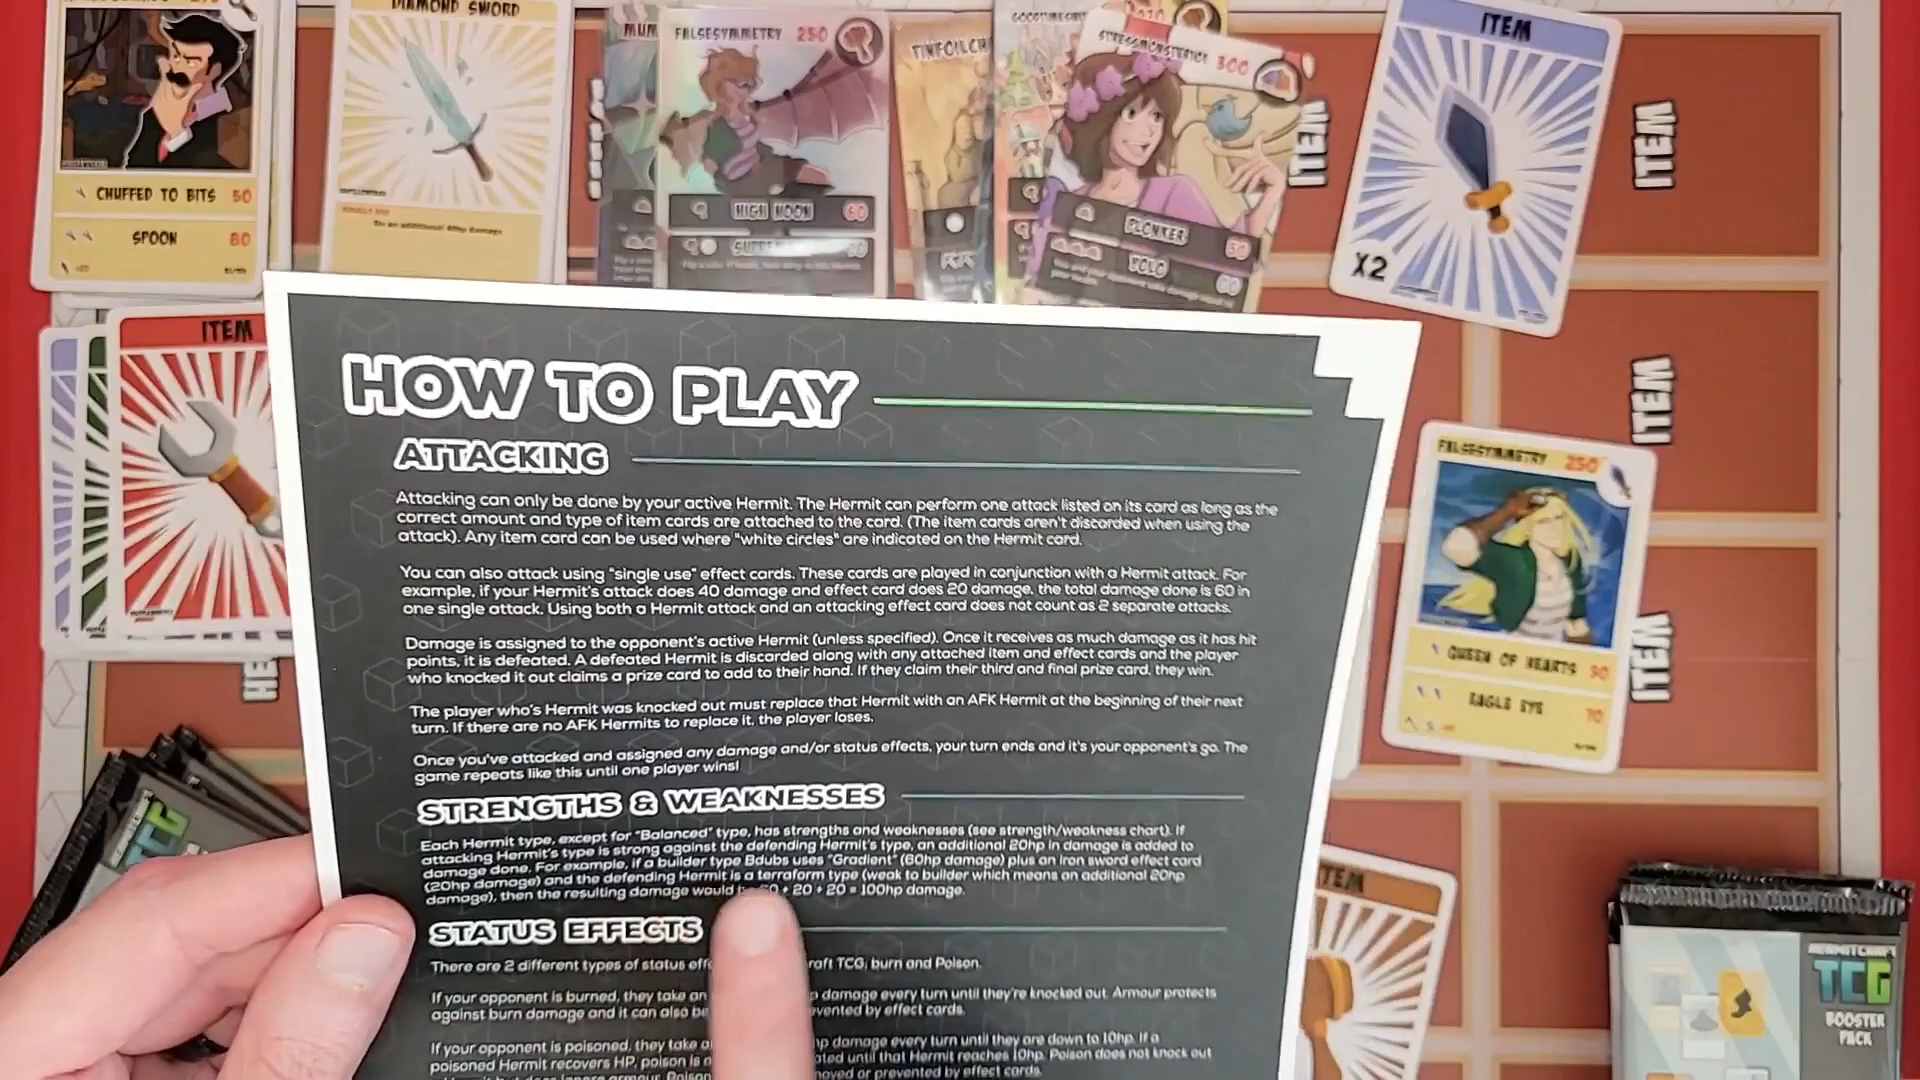 DIAMOND SWORD
CHUFFED TO BITS 50
SPOON 80
FALSESYMMETRY 250
HIGH NOON 60
STRESSMONSTER101 300
PLONKER 50
YOLO
ITEM
ITEM
X2
ITEM
ITEM
ITEM
ITEM
ITEM
FALSESYMMETRY 250
QUEEN OF HEARTS 50
EAGLE EYE 70
HOW TO PLAY
ATTACKING
Attacking can only be done by your active Hermit. The Hermit can perform one attack listed on its card as long as the
correct amount and type of item cards are attached to the card. (The item cards aren't discarded when using the
attack). Any item card can be used where "white circles" are indicated on the Hermit card.
You can also attack using "single use" effect cards. These cards are played in conjunction with a Hermit attack. For
example, if your Hermit's attack does 40 damage and effect card does 20 damage, the total damage done is 60 in
one single attack. Using both a Hermit attack and an attacking effect card does not count as 2 separate attacks.
Damage is assigned to the opponent's active Hermit (unless specified). Once it receives as much damage as it has hit
points, it is defeated. A defeated Hermit is discarded along with any attached item and effect cards and the player
who knocked it out claims a prize card to add to their hand. If they claim their third and final prize card, they win.
The player who's Hermit was knocked out must replace that Hermit with an AFK Hermit at the beginning of their next
turn. If there are no AFK Hermits to replace it, the player loses.
Once you've attacked and assigned any damage and/or status effects, your turn ends and it's your opponent's go. The
game repeats like this until one player wins!
STRENGTHS & WEAKNESSES
Each Hermit type, except for "Balanced" type, has strengths and weaknesses (see strength/weakness chart). If
attacking Hermit's type is strong against the defending Hermit's type, an additional 20hp in damage is added to
damage done. For example, if a builder type Bdubs uses "Gradient" (60hp damage) plus an iron sword effect card
(20hp damage) and the defending Hermit is a terraform type (weak to builder which means an additional 20hp
damage), then the resulting damage would + 20 + 20 = 100hp damage.
STATUS EFFECTS
There are 2 different types of status TCG, burn and Poison.
If your opponent is burned, they take an damage every turn until they're knocked out. Armour protects
against burn damage and it can also be by effect cards.
If your opponent is poisoned, they take damage every turn until they are down to 10hp. If a
poisoned Hermit recovers HP, poison is until that Hermit reaches 10hp. Poison does not knock out
or prevented by effect cards.
ITEM
TCG
HERMITCRAFT
TCG
BOOSTER
PACK